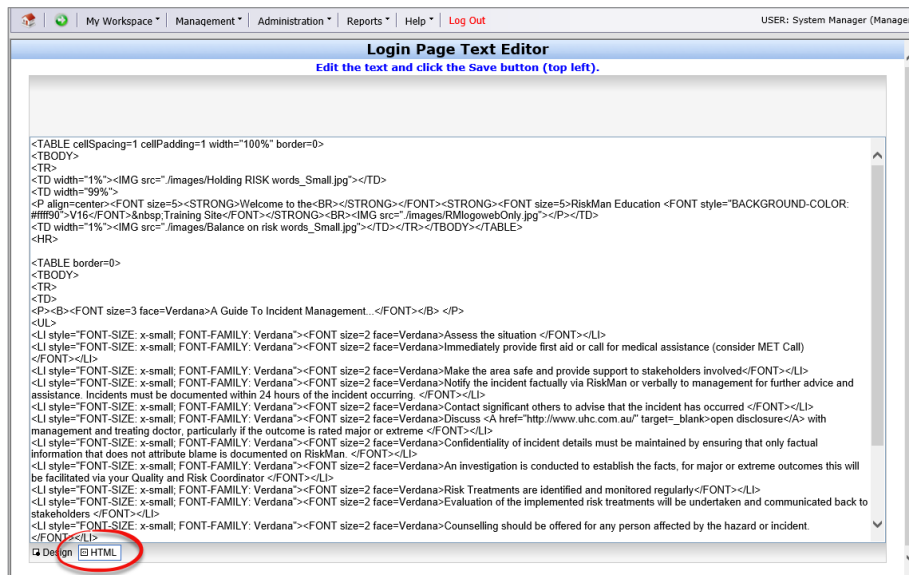 My Workspace Management Administration Reports Help Log Out USER: System Manager (Manager
Login Page Text Editor
Edit the text and click the Save button (top left).
<TABLE cellSpacing=1 cellPadding=1 width="100%" border=0>
<TBODY>
<TR>
<TD width="1%"><IMG src="./images/Holding RISK words_Small.jpg"></TD>
<TD width="99%">
<P align=center><FONT size=5><STRONG>Welcome to the<BR></STRONG></FONT><STRONG><FONT size=5>RiskMan Education <FONT style="BACKGROUND-COLOR:
#ffff90">V16</FONT>&nbsp;Training Site</FONT></STRONG><BR><IMG src="./images/RMlogowebOnly.jpg"></P></TD>
<TD width="1%"><IMG src="./images/Balance on risk words_Small.jpg"></TD></TR></TBODY></TABLE>
<HR>
<TABLE border=0>
<TBODY>
<TR>
<TD>
<P><B><FONT size=3 face=Verdana>A Guide To Incident Management...</FONT></B> </P>
<UL>
<LI style="FONT-SIZE: x-small; FONT-FAMILY: Verdana"><FONT size=2 face=Verdana>Assess the situation </FONT></LI>
<LI style="FONT-SIZE: x-small; FONT-FAMILY: Verdana"><FONT size=2 face=Verdana>Immediately provide first aid or call for medical assistance (consider MET Call)
</FONT></LI>
<LI style="FONT-SIZE: x-small; FONT-FAMILY: Verdana"><FONT size=2 face=Verdana>Make the area safe and provide support to stakeholders involved</FONT></LI>
<LI style="FONT-SIZE: x-small; FONT-FAMILY: Verdana"><FONT size=2 face=Verdana>Notify the incident factually via RiskMan or verbally to management for further advice and
assistance. Incidents must be documented within 24 hours of the incident occurring. </FONT></LI>
<LI style="FONT-SIZE: x-small; FONT-FAMILY: Verdana"><FONT size=2 face=Verdana>Contact significant others to advise that the incident has occurred </FONT></LI>
<LI style="FONT-SIZE: x-small; FONT-FAMILY: Verdana"><FONT size=2 face=Verdana>Discuss <A href="http://www.uhc.com.au/" target=_blank>open disclosure</A> with
management and treating doctor, particularly if the outcome is rated major or extreme </FONT></LI>
<LI style="FONT-SIZE: x-small; FONT-FAMILY: Verdana"><FONT size=2 face=Verdana>Confidentiality of incident details must be maintained by ensuring that only factual
information that does not attribute blame is documented on RiskMan. </FONT></LI>
<LI style="FONT-SIZE: x-small; FONT-FAMILY: Verdana"><FONT size=2 face=Verdana>An investigation is conducted to establish the facts, for major or extreme outcomes this will
be facilitated via your Quality and Risk Coordinator </FONT></LI>
<LI style="FONT-SIZE: x-small; FONT-FAMILY: Verdana"><FONT size=2 face=Verdana>Risk Treatments are identified and monitored regularly</FONT></LI>
<LI style="FONT-SIZE: x-small; FONT-FAMILY: Verdana"><FONT size=2 face=Verdana>Evaluation of the implemented risk treatments will be undertaken and communicated back to
stakeholders </FONT></LI>
<LI style="FONT-SIZE: x-small; FONT-FAMILY: Verdana"><FONT size=2 face=Verdana>Counselling should be offered for any person affected by the hazard or incident.
</FONT></LI>
Design HTML